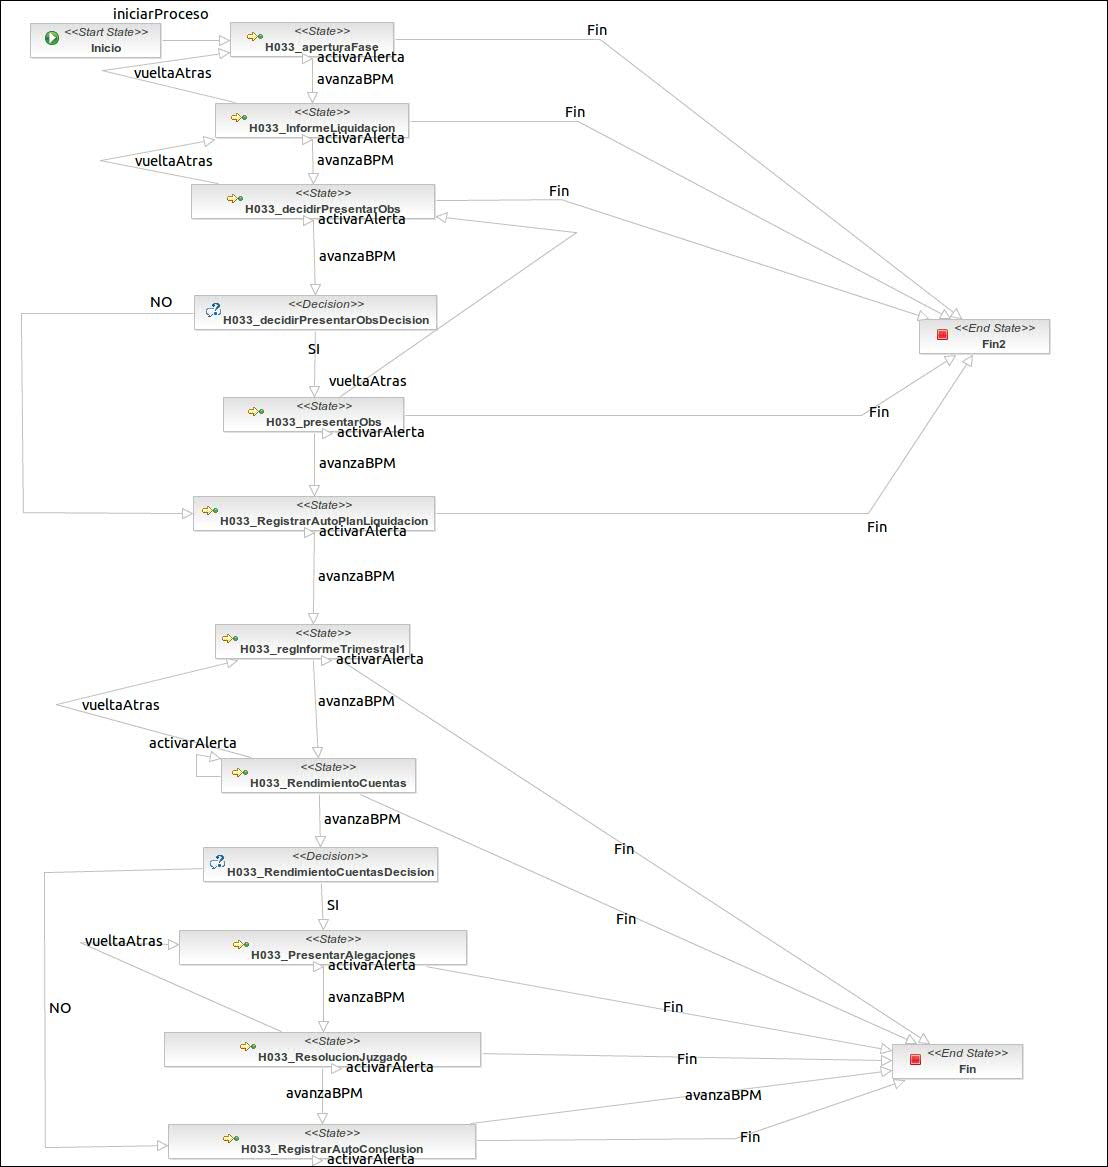 iniciarProceso
<<Start State>>
Inicio
<<State>>
H033_aperturaFase
Fin
activarAlerta
vueltaAtras
avanzaBPM
<<State>>
H033_InformeLiquidacion
Fin
activarAlerta
vueltaAtras
avanzaBPM
<<State>>
H033_decidirPresentarObs
Fin
activarAlerta
avanzaBPM
NO
<<Decision>>
H033_decidirPresentarObsDecision
<<End State>>
Fin2
SI
vueltaAtras
<<State>>
H033_presentarObs
Fin
activarAlerta
avanzaBPM
<<State>>
H033_RegistrarAutoPlanLiquidacion
Fin
activarAlerta
avanzaBPM
<<State>>
H033_regInformeTrimestral1
activarAlerta
vueltaAtras
avanzaBPM
activarAlerta
<<State>>
H033_RendimientoCuentas
avanzaBPM
Fin
<<Decision>>
H033_RendimientoCuentasDecision
SI
Fin
vueltaAtras
<<State>>
H033_PresentarAlegaciones
activarAlerta
avanzaBPM
NO
Fin
<<State>>
H033_ResolucionJuzgado
Fin
activarAlerta
<<End State>>
Fin
avanzaBPM
avanzaBPM
<<State>>
H033_RegistrarAutoConclusion
Fin
activarAlerta